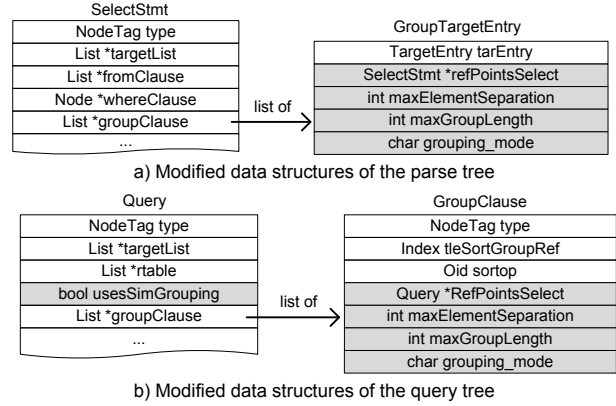 SelectStmt
NodeTag type
List *targetList
List *fromClause
Node *whereClause
List *groupClause
...
list of
GroupTargetEntry
TargetEntry tarEntry
SelectStmt *refPointsSelect
int maxElementSeparation
int maxGroupLength
char grouping_mode
a) Modified data structures of the parse tree
Query
NodeTag type
List *targetList
List *rtable
bool usesSimGrouping
List *groupClause
...
list of
GroupClause
NodeTag type
Index tleSortGroupRef
Oid sortop
Query *RefPointsSelect
int maxElementSeparation
int maxGroupLength
char grouping_mode
b) Modified data structures of the query tree